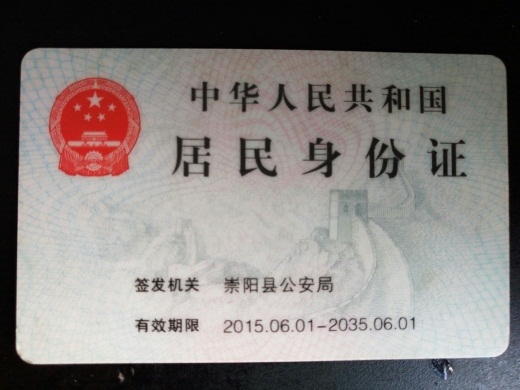 中华人民共和国
居民身份证
签发机关 崇阳县公安局
有效期限 2015.06.01-2035.06.01